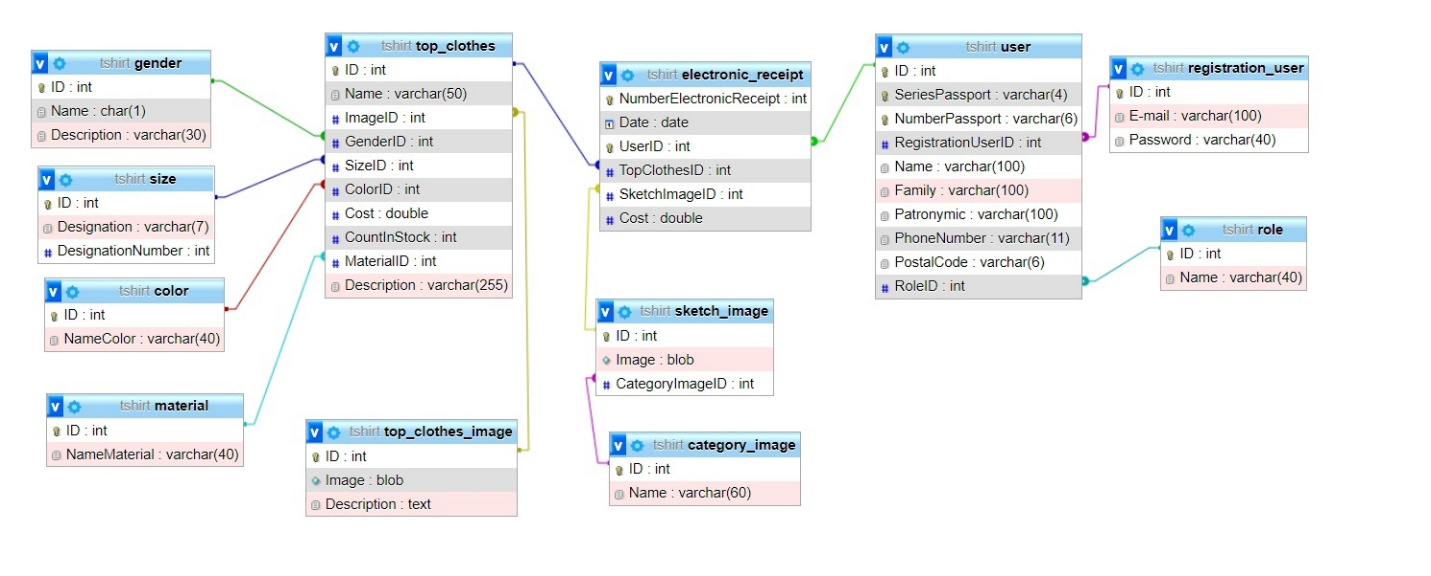 tshirt gender
ID : int
Name : char(1)
Description : varchar(30)
tshirt size
ID : int
Designation : varchar(7)
DesignationNumber : int
tshirt color
ID : int
NameColor : varchar(40)
tshirt material
ID : int
NameMaterial : varchar(40)
tshirt top_clothes
ID : int
Name : varchar(50)
ImageID : int
GenderID : int
SizeID : int
ColorID : int
Cost : double
CountInStock : int
MaterialID : int
Description : varchar(255)
tshirt top_clothes_image
ID : int
Image : blob
Description : text
tshirt electronic_receipt
NumberElectronicReceipt : int
Date : date
UserID : int
TopClothesID : int
SketchImageID : int
Cost : double
tshirt sketch_image
ID : int
Image : blob
CategoryImageID : int
tshirt category_image
ID : int
Name : varchar(60)
tshirt user
ID : int
SeriesPassport : varchar(4)
NumberPassport : varchar(6)
RegistrationUserID : int
Name : varchar(100)
Family : varchar(100)
Patronymic : varchar(100)
PhoneNumber : varchar(11)
PostalCode : varchar(6)
RoleID : int
tshirt registration_user
ID : int
E-mail : varchar(100)
Password : varchar(40)
tshirt role
ID : int
Name : varchar(40)